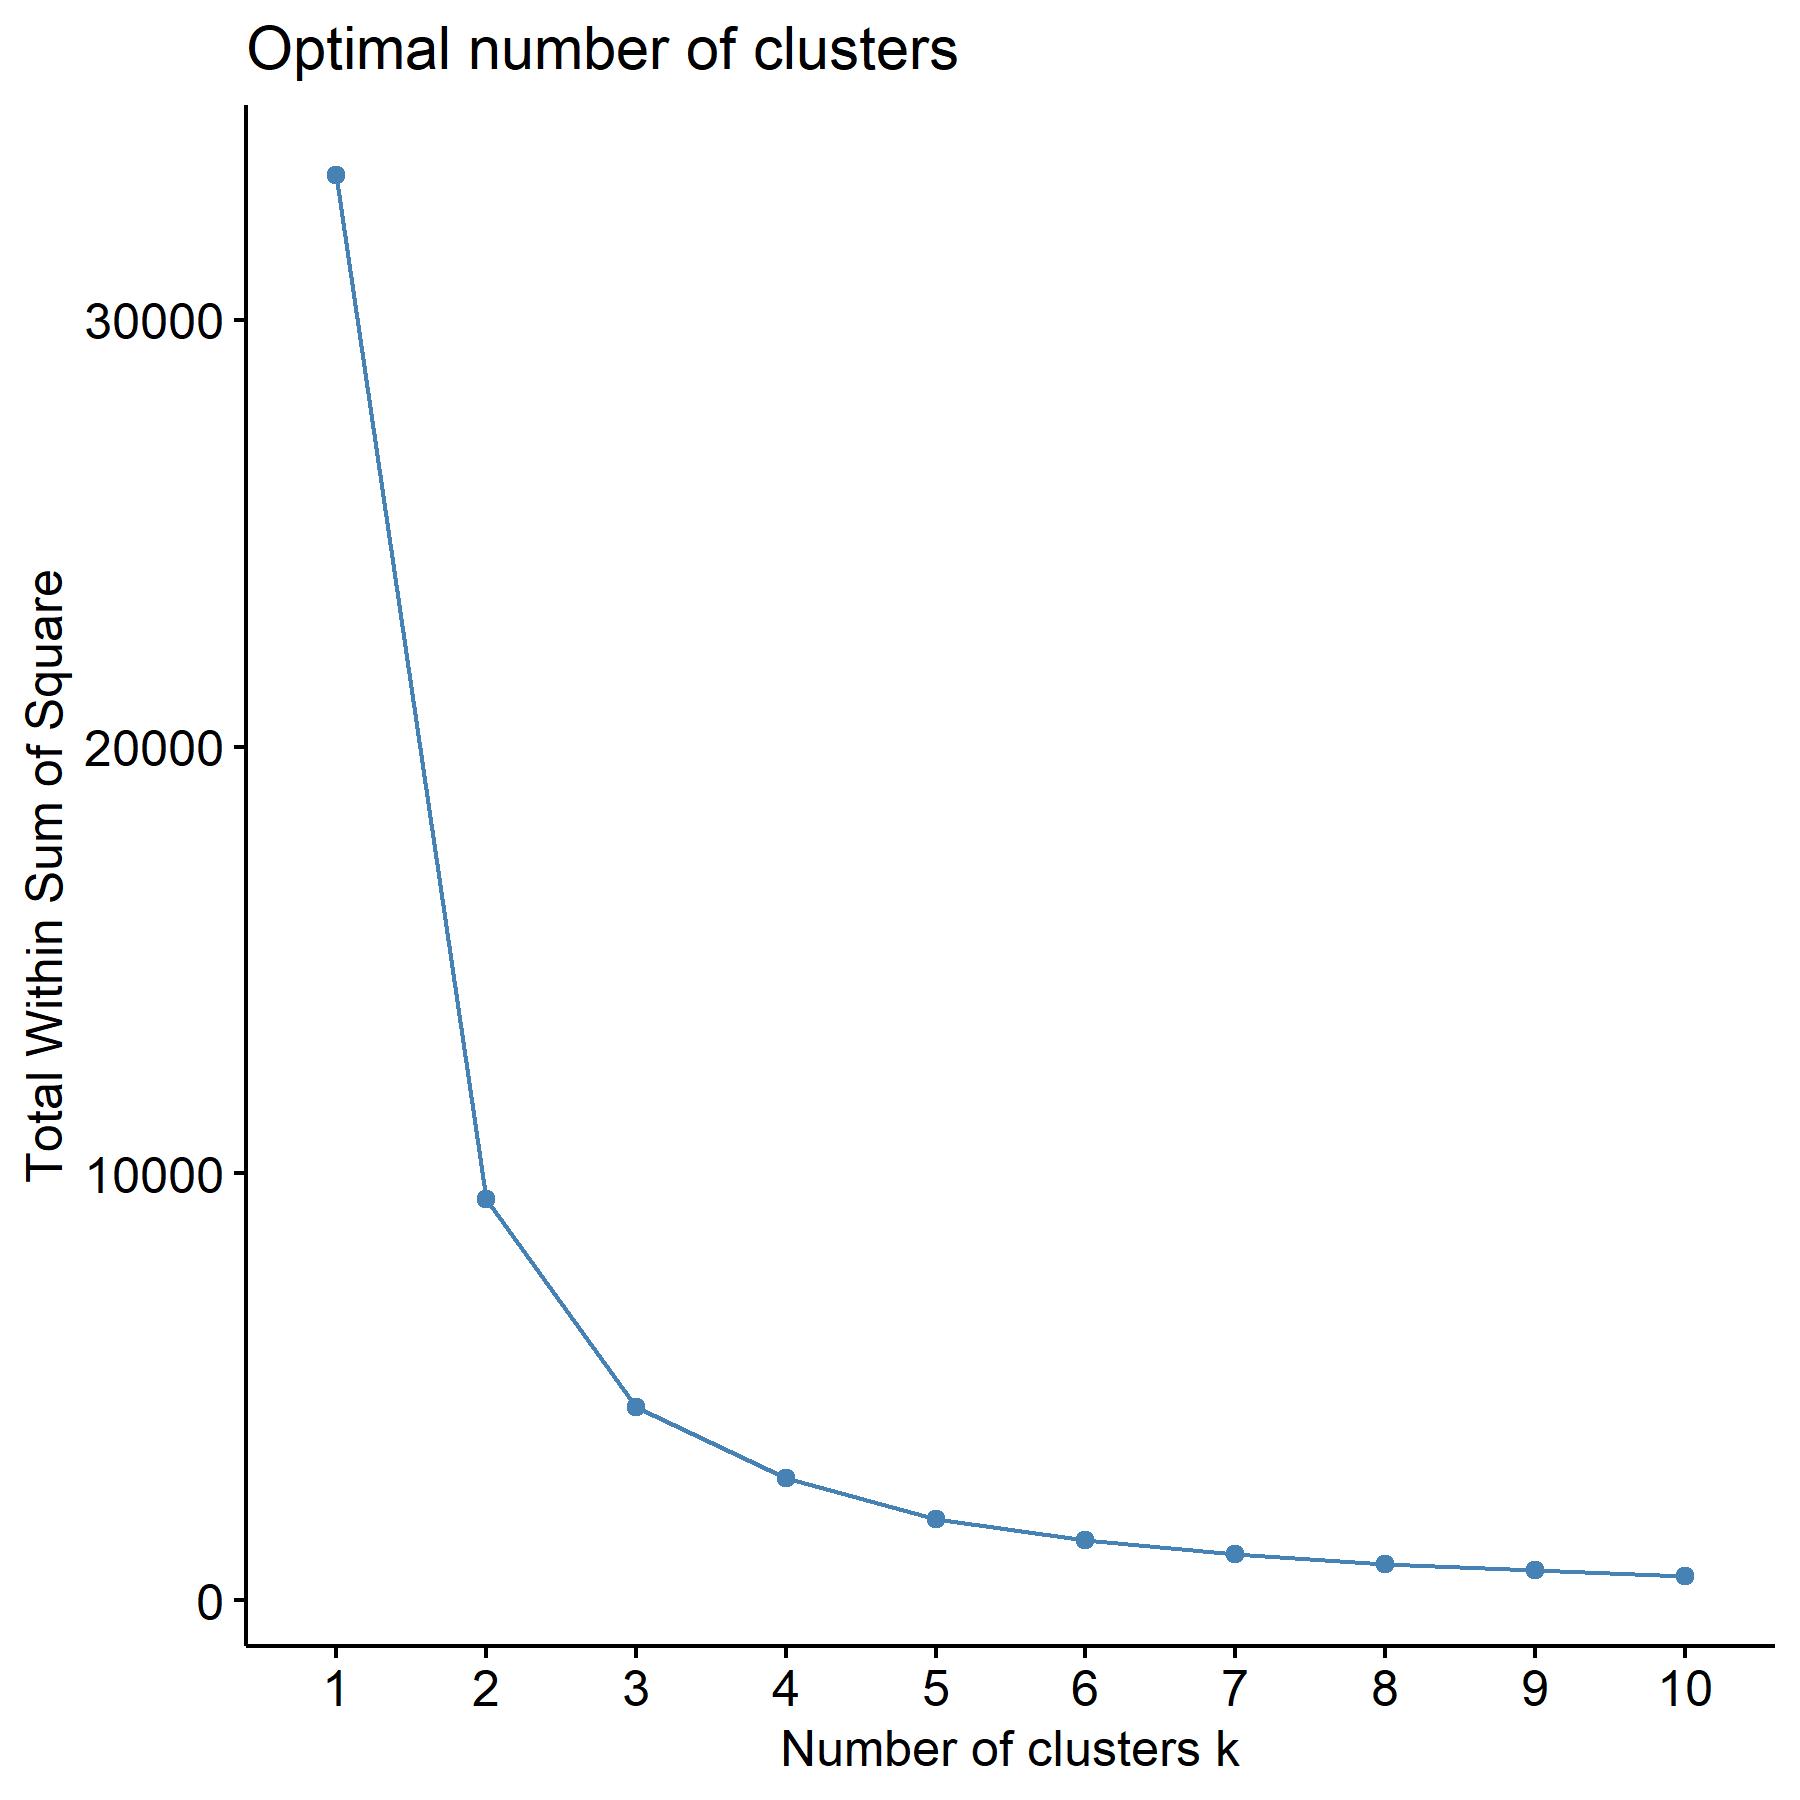 Optimal number of clusters
Total Within Sum of Square
30000
20000
10000
0
1 2 3 4 5 6 7 8 9 10
Number of clusters k